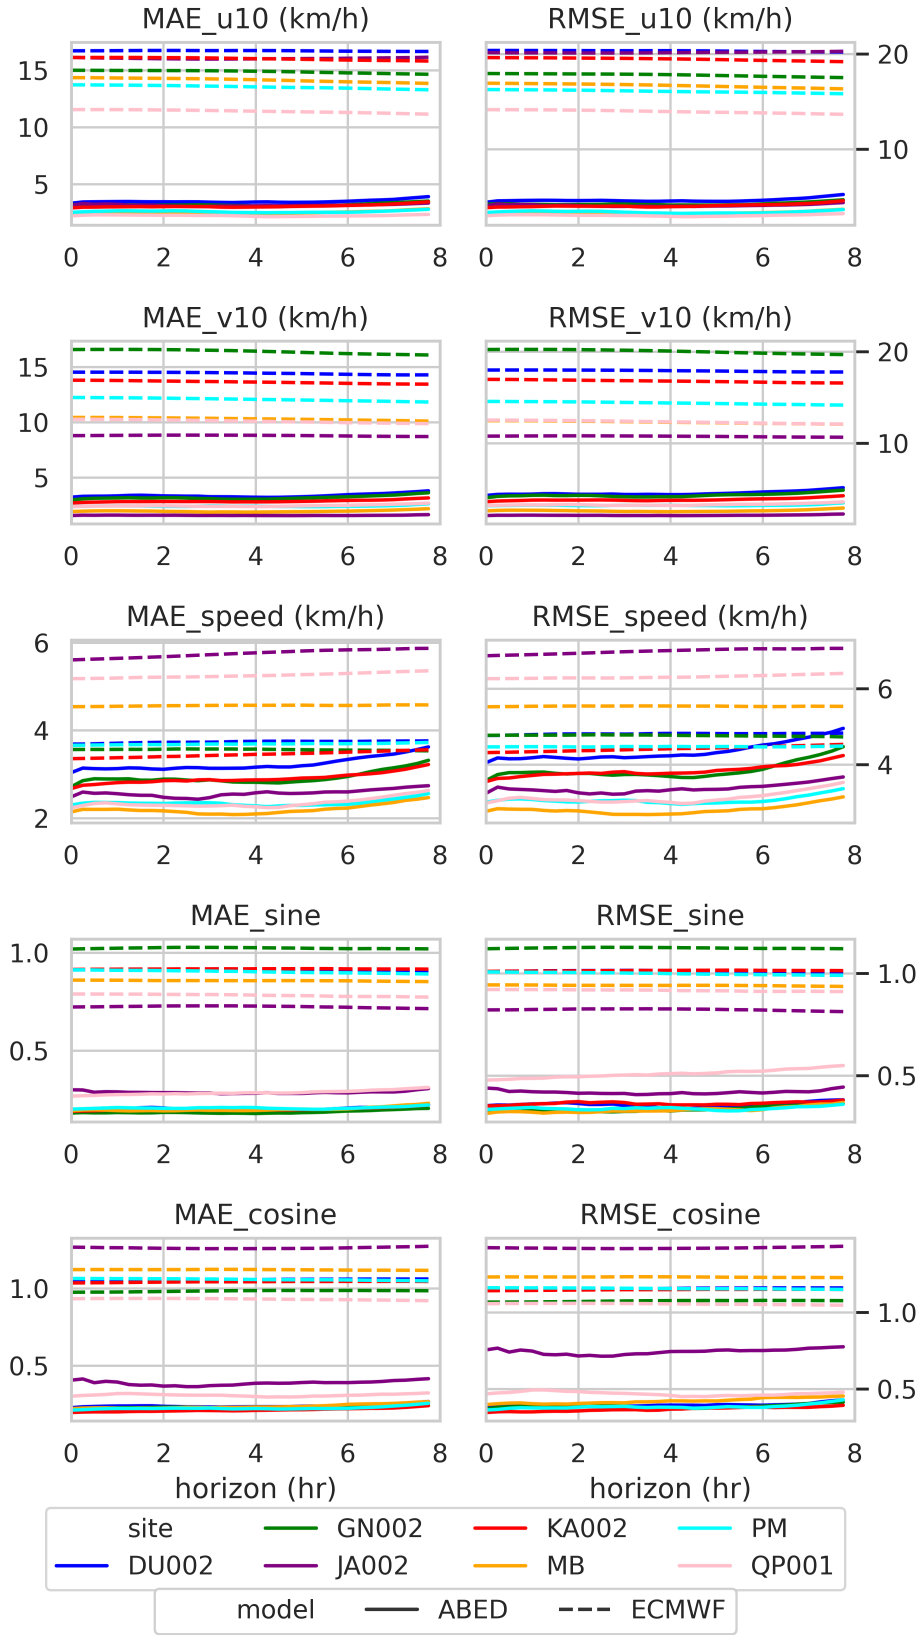 MAE_u10 (km/h) RMSE_u10 (km/h)
15 20
10 10
5
0 2 4 6 8 0 2 4 6 8
MAE_v10 (km/h) RMSE_v10 (km/h)
15 20
10 10
5
0 2 4 6 8 0 2 4 6 8
MAE_speed (km/h) RMSE_speed (km/h)
6 6
4 4
2
0 2 4 6 8 0 2 4 6 8
MAE_sine RMSE_sine
1.0 1.0
0.5 0.5
0 2 4 6 8 0 2 4 6 8
MAE_cosine RMSE_cosine
1.0 1.0
0.5 0.5
0 2 4 6 8 0 2 4 6 8
horizon (hr) horizon (hr)
site GN002 KA002 PM
DU002 JA002 MB QP001
model ABED ECMWF